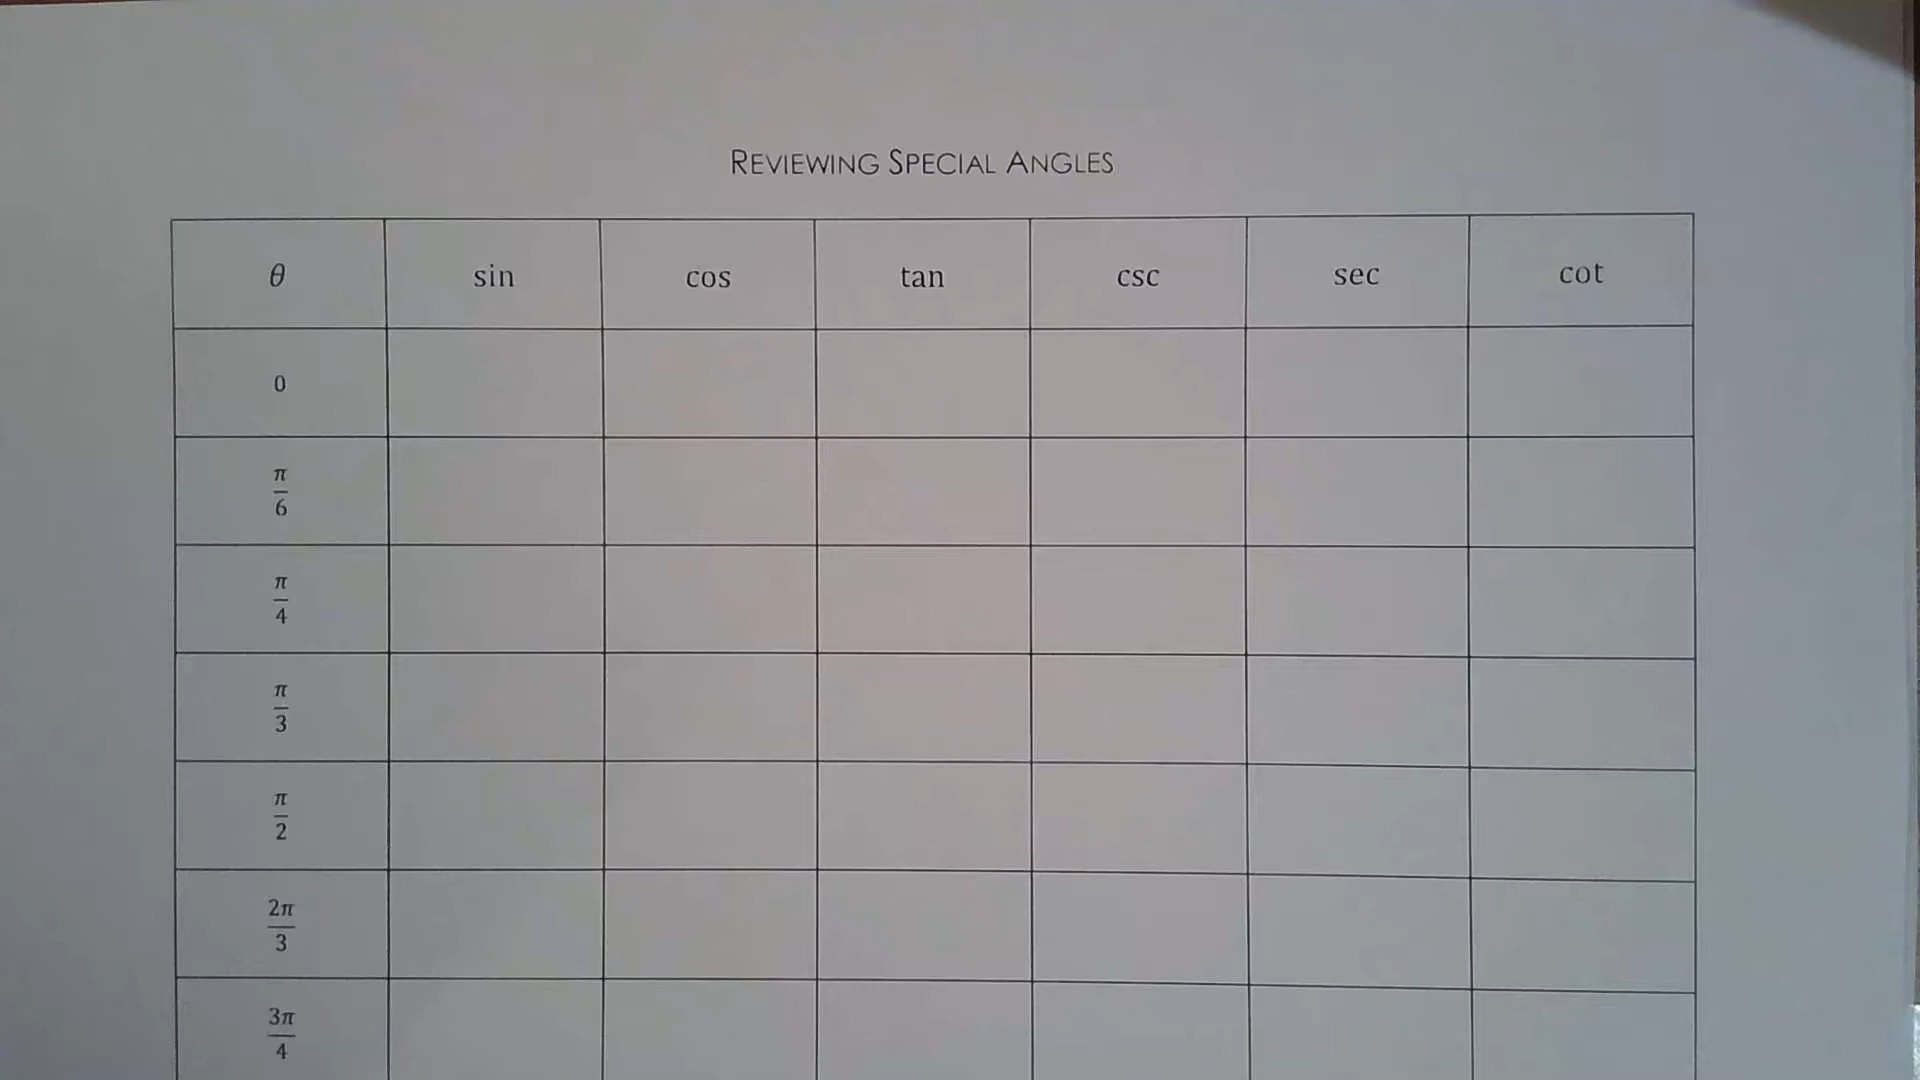 REVIEWING SPECIAL ANGLES
θ sin cos tan csc sec cot
0
π/6
π/4
π/3
π/2
2π/3
3π/4